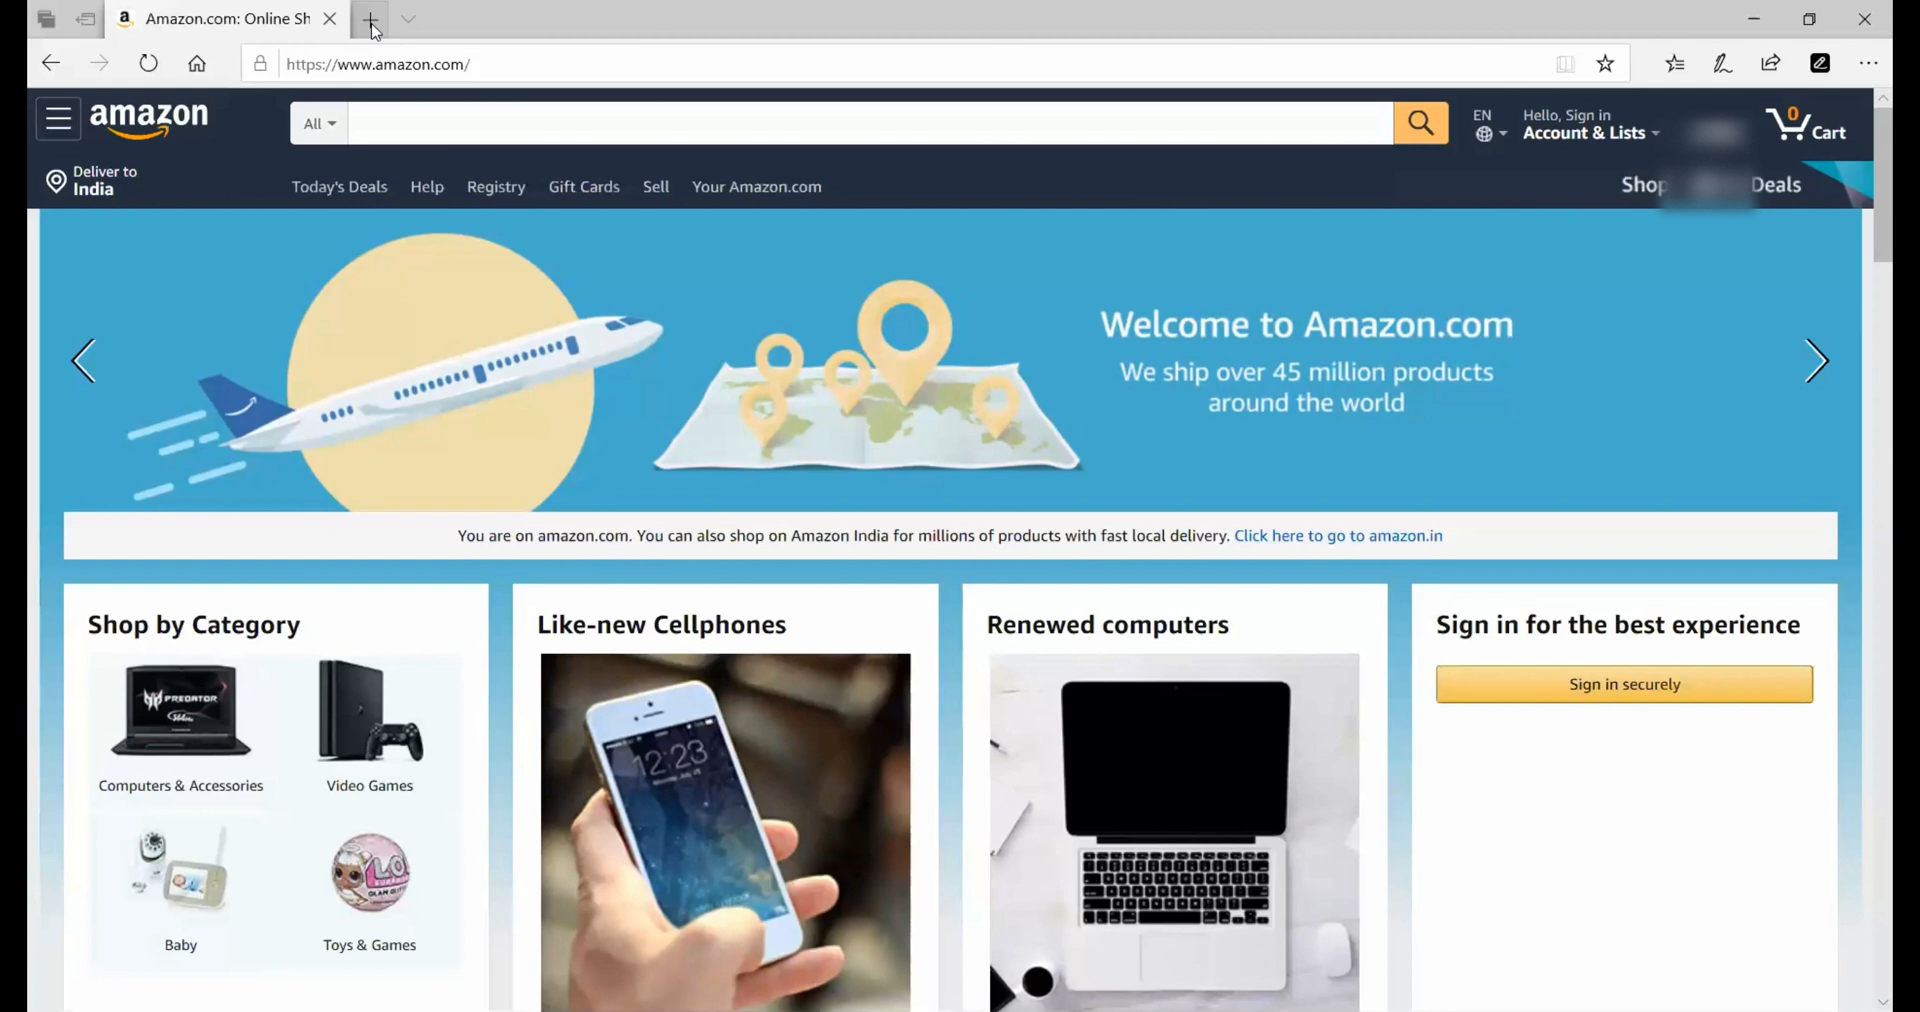 Amazon.com: Online Sh
https://www.amazon.com/
amazon
All
EN
Hello, Sign in
Account & Lists
0
Cart
Deliver to
India
Today's Deals
Help
Registry
Gift Cards
Sell
Your Amazon.com
Shop
Deals
Welcome to Amazon.com
We ship over 45 million products
around the world
You are on amazon.com. You can also shop on Amazon India for millions of products with fast local delivery. Click here to go to amazon.in
Shop by Category
PREDATOR
Computers & Accessories
Video Games
Baby
Toys & Games
Like-new Cellphones
12:23
Renewed computers
Sign in for the best experience
Sign in securely